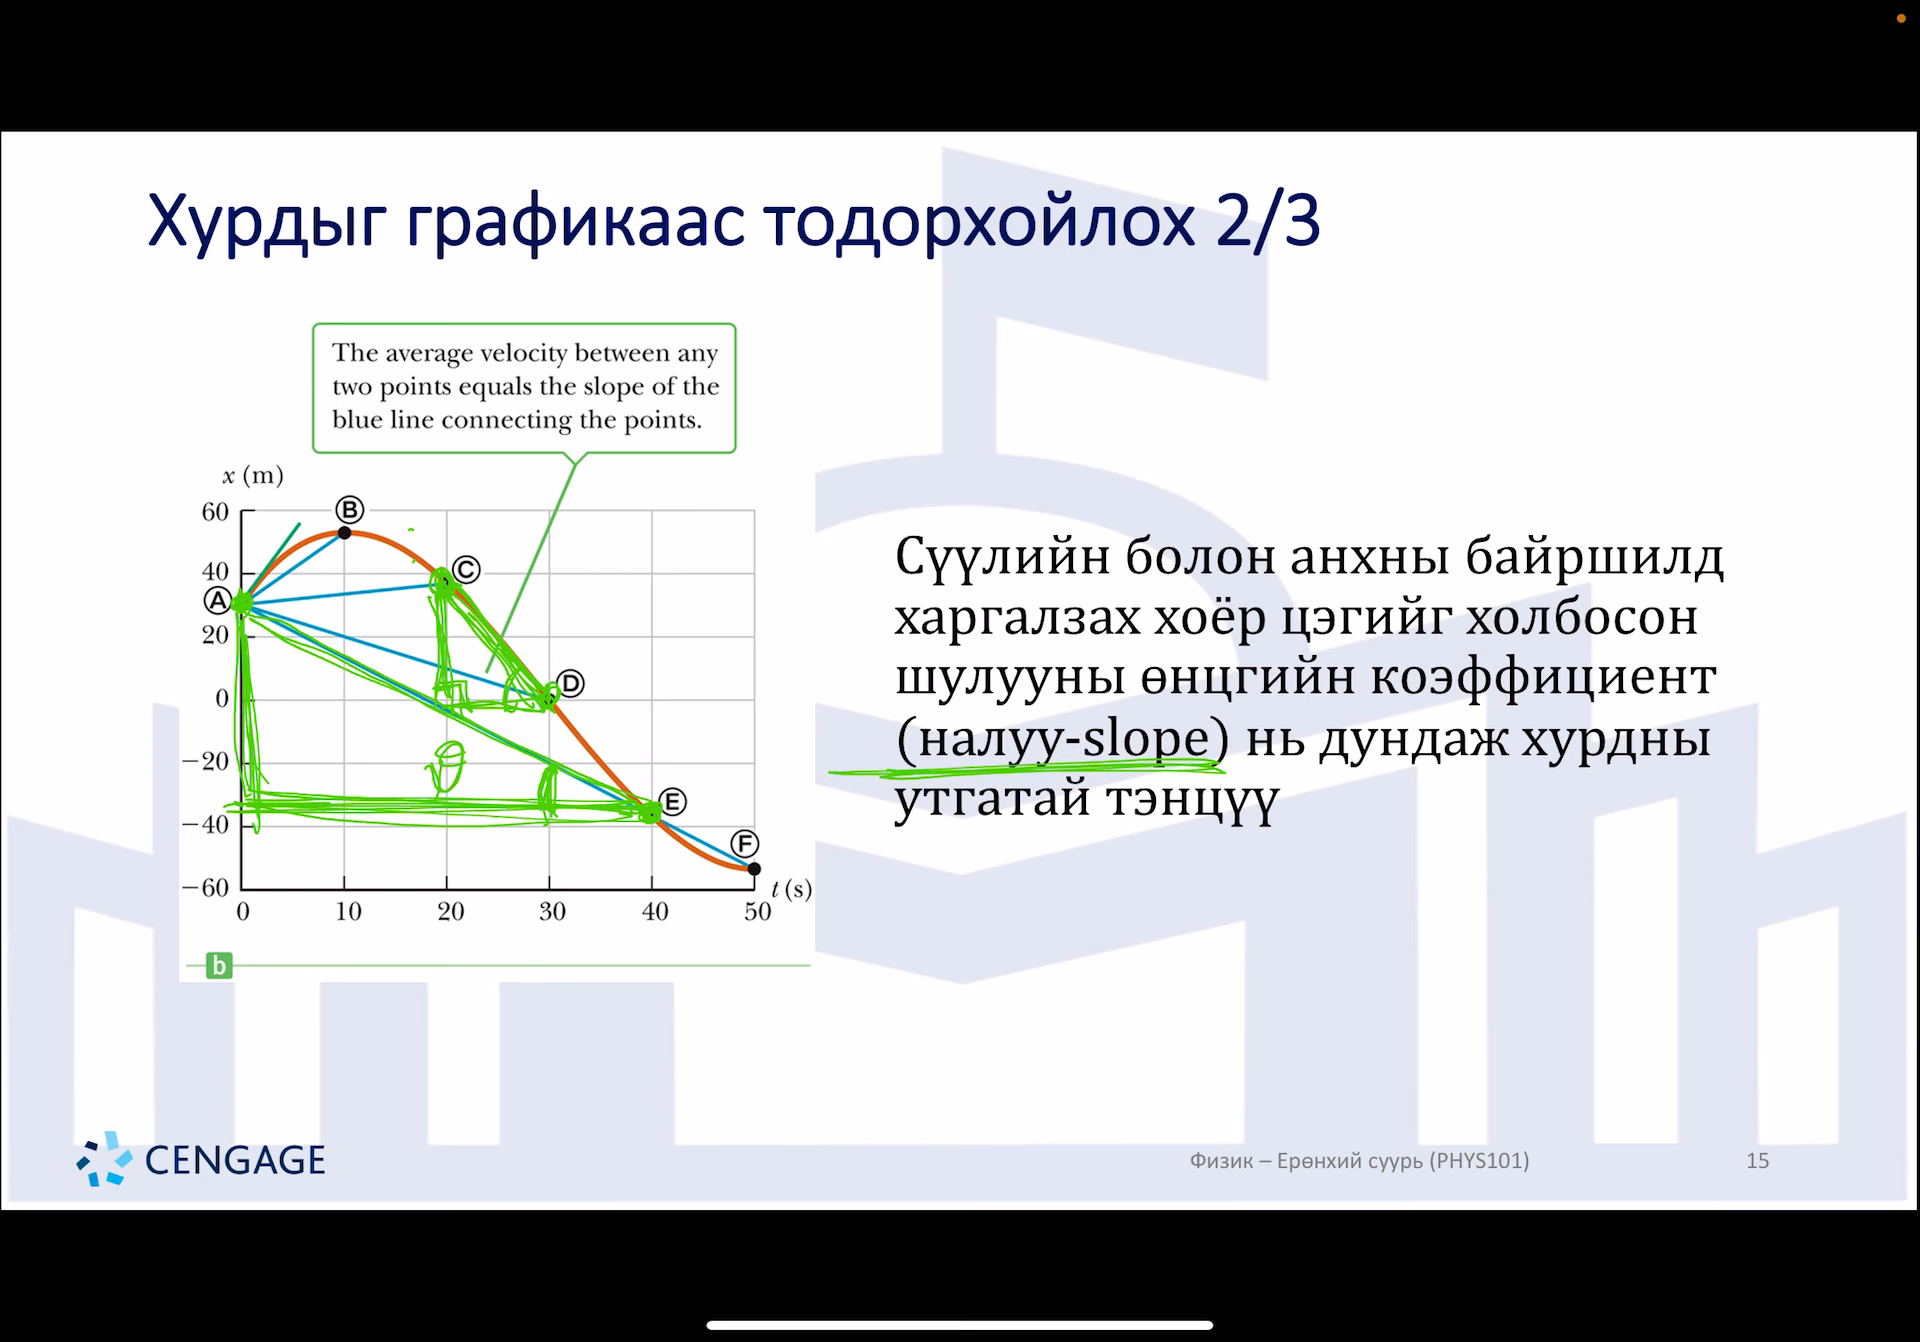 Хурдыг графикаас тодорхойлох 2/3
The average velocity between any
two points equals the slope of the
blue line connecting the points.
x (m)
60
40
20
0
−20
−40
−60
A
B
C
D
E
F
θ
0 10 20 30 40 50
t (s)
b
Сүүлийн болон анхны байршилд
харгалзах хоёр цэгийг холбосон
шулууны өнцгийн коэффициент
(налуу-slope) нь дундаж хурдны
утгатай тэнцүү
CENGAGE
Физик – Ерөнхий суурь (PHYS101)
15